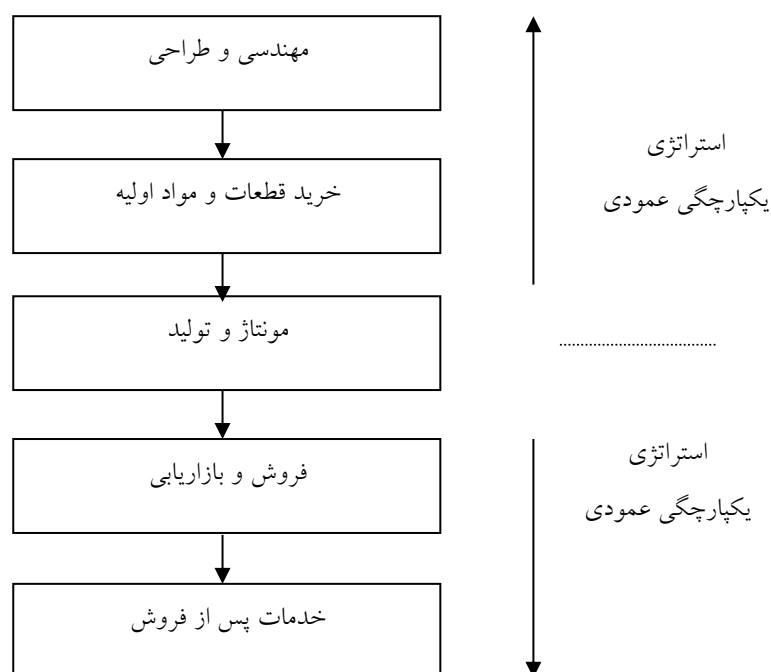 مهندسی و طراحی
خرید قطعات و مواد اولیه
مونتاژ و تولید
فروش و بازاریابی
خدمات پس از فروش
استراتژی
یکپارچگی عمودی
استراتژی
یکپارچگی عمودی